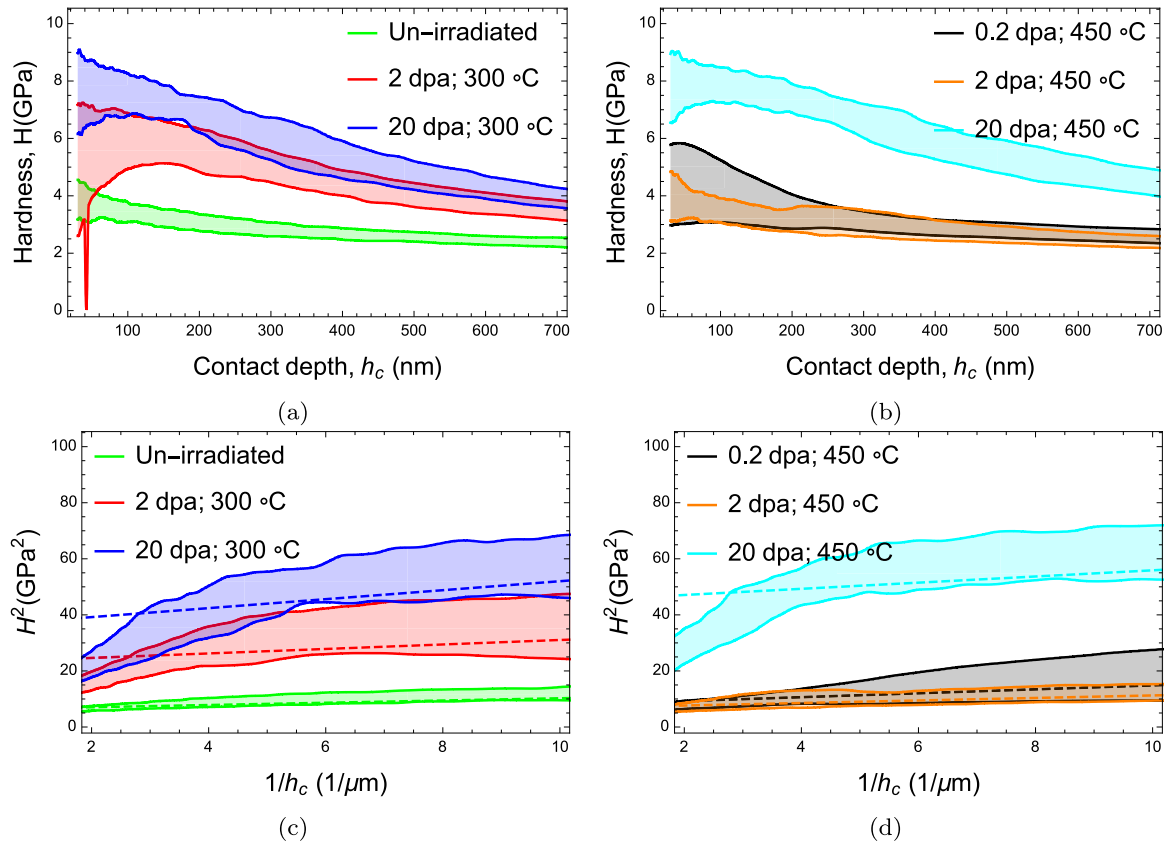 Un−irradiated
2 dpa; 300 ∘C
20 dpa; 300 ∘C
Hardness, H(GPa)
10
8
6
4
2
0
100 200 300 400 500 600 700
Contact depth, hc (nm)
(a)
0.2 dpa; 450 ∘C
2 dpa; 450 ∘C
20 dpa; 450 ∘C
Hardness, H(GPa)
10
8
6
4
2
0
100 200 300 400 500 600 700
Contact depth, hc (nm)
(b)
Un−irradiated
2 dpa; 300 ∘C
20 dpa; 300 ∘C
H²(GPa²)
100
80
60
40
20
0
2 4 6 8 10
1/hc (1/μm)
(c)
0.2 dpa; 450 ∘C
2 dpa; 450 ∘C
20 dpa; 450 ∘C
H²(GPa²)
100
80
60
40
20
0
2 4 6 8 10
1/hc (1/μm)
(d)